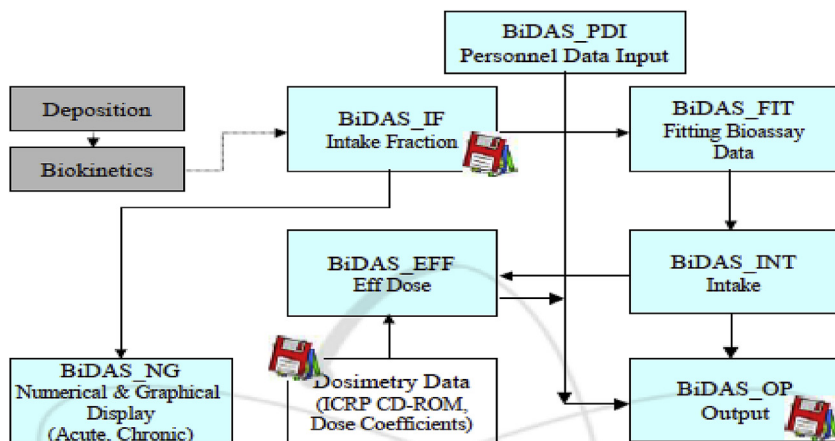 BiDAS_PDI
Personnel Data Input
Deposition
Biokinetics
BiDAS_IF
Intake Fraction
BiDAS_FIT
Fitting Bioassay
Data
BiDAS_EFF
Eff Dose
BiDAS_INT
Intake
BiDAS_NG
Numerical & Graphical
Display
(Acute, Chronic)
Dosimetry Data
(ICRP CD-ROM,
Dose Coefficients)
BiDAS_OP
Output